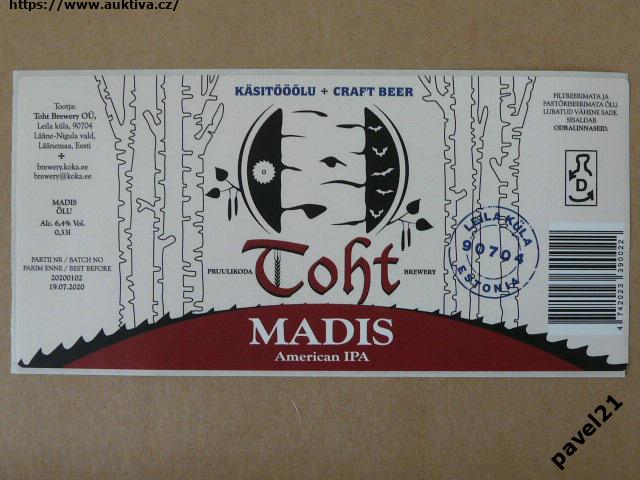 https://www.auktiva.cz/
KÄSITÖÖÕLU + CRAFT BEER
Tootja:
Toht Brewery OÜ,
Leila küla, 90704
Lääne-Nigula vald,
Läänemaa, Eesti
brewery.koka.ee
brewery@koka.ee
MADIS
ÕLU
Alc. 6,4% Vol.
0,33l
PARTII NR / BATCH NO
PARIM ENNE / BEST BEFORE
20200102
19.07.2020
PRUULIKODA
Toht
BREWERY
MADIS
American IPA
FILTREERIMATA JA
PASTÖRISEERIMATA ÕLU.
LUBATUD VÄHENE SADE.
SISALDAB
ODRALINNASEID.
D
LEILA KÜLA
90704
ESTONIA
4 742023 390022
pavel21